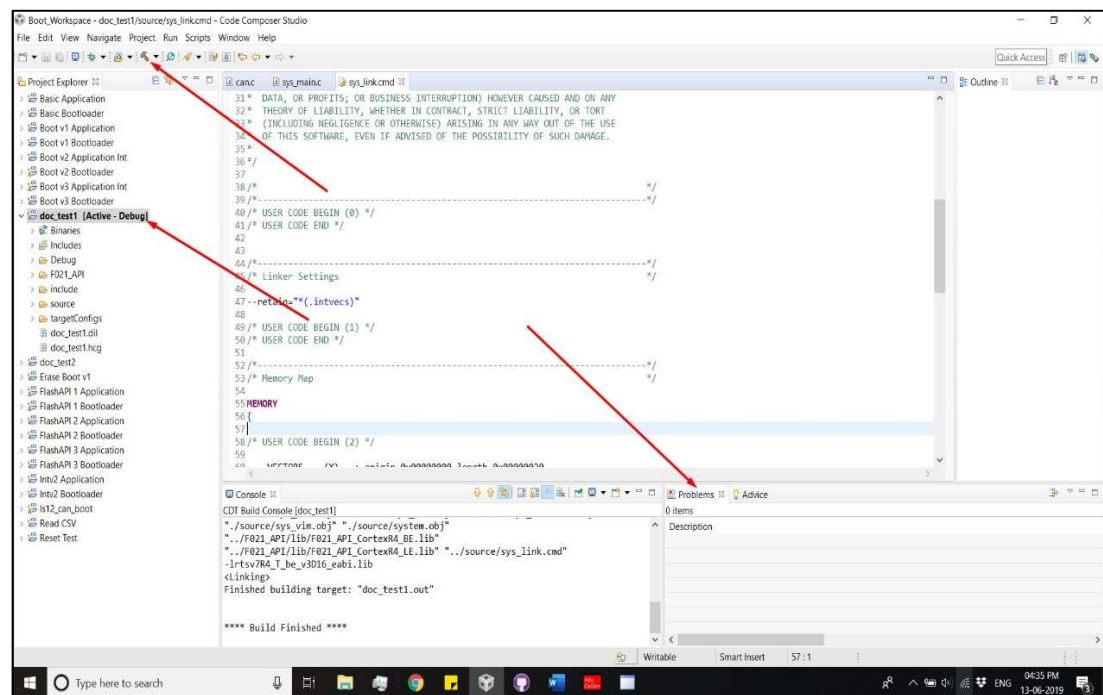 Boot_Workspace - doc_test1/source/sys_link.cmd - Code Composer Studio
File Edit View Navigate Project Run Scripts Window Help
Quick Access
Project Explorer
Basic Application
Basic Bootloader
Boot v1 Application
Boot v1 Bootloader
Boot v2 Application Int
Boot v2 Bootloader
Boot v3 Application Int
Boot v3 Bootloader
doc_test1 [Active - Debug]
Binaries
Includes
Debug
F021_API
include
source
targetConfigs
doc_test1.dil
doc_test1.hcg
doc_test2
Erase Boot v1
FlashAPI 1 Application
FlashAPI 1 Bootloader
FlashAPI 2 Application
FlashAPI 2 Bootloader
FlashAPI 3 Application
FlashAPI 3 Bootloader
Intv2 Application
Intv2 Bootloader
ls12_can_boot
Read CSV
Reset Test
can.c sys_main.c sys_link.cmd
31* DATA, OR PROFITS; OR BUSINESS INTERRUPTION) HOWEVER CAUSED AND ON ANY
32* THEORY OF LIABILITY, WHETHER IN CONTRACT, STRICT LIABILITY, OR TORT
33* (INCLUDING NEGLIGENCE OR OTHERWISE) ARISING IN ANY WAY OUT OF THE USE
34* OF THIS SOFTWARE, EVEN IF ADVISED OF THE POSSIBILITY OF SUCH DAMAGE.
35*
36*/
37
38/* */
39/*----------------------------------------------------------------------------*/
40/* USER CODE BEGIN (0) */
41/* USER CODE END */
42
43
44/*----------------------------------------------------------------------------*/
45/* Linker Settings */
46
47--retain="*(.intvecs)"
48
49/* USER CODE BEGIN (1) */
50/* USER CODE END */
51
52/*----------------------------------------------------------------------------*/
53/* Memory Map */
54
55MEMORY
56{
57
58/* USER CODE BEGIN (2) */
59
60 VECTORS (X) : origin=0x00000000 length=0x00000020
Outline
Console
CDT Build Console [doc_test1]
"./source/sys_vim.obj" "./source/system.obj"
"../F021_API/lib/F021_API_CortexR4_BE.lib"
"../F021_API/lib/F021_API_CortexR4_LE.lib" "../source/sys_link.cmd"
-lrtsv7R4_T_be_v3D16_eabi.lib
<Linking>
Finished building target: "doc_test1.out"
**** Build Finished ****
Problems Advice
0 items
Description
Writable Smart Insert 57 : 1
Type here to search
ENG
04:35 PM
13-06-2019